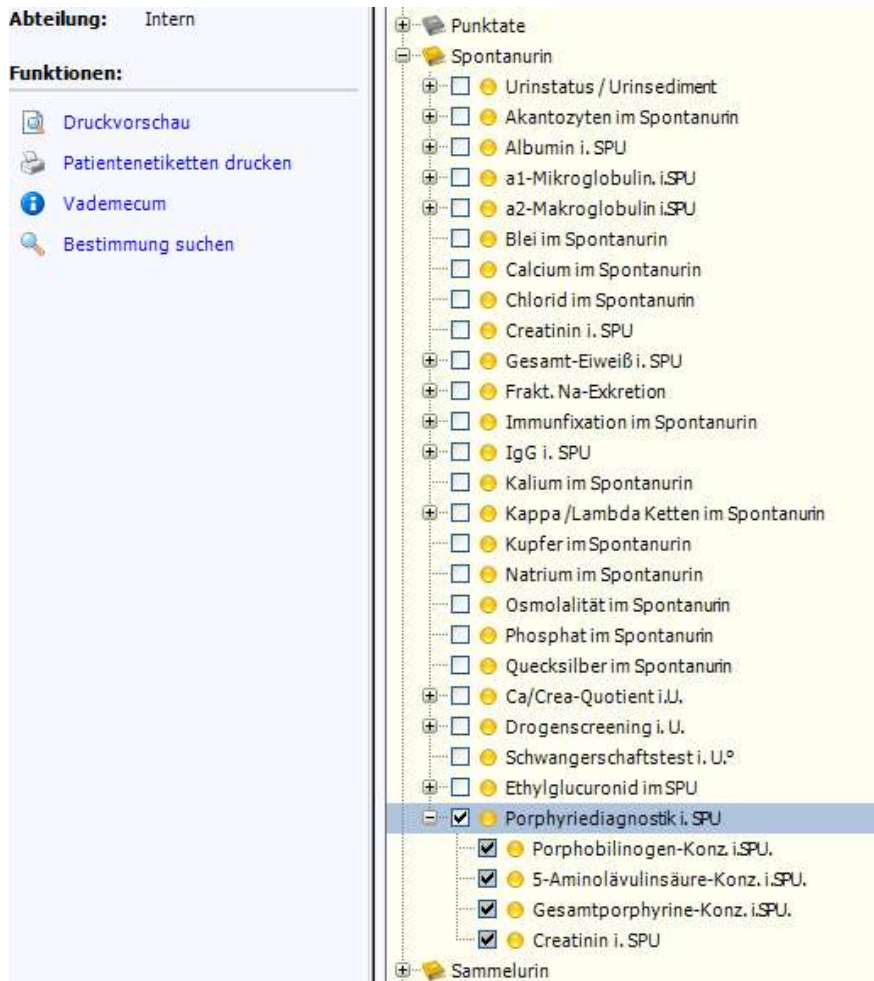 Abteilung: Intern
Funktionen:
Druckvorschau
Patientenetiketten drucken
Vademecum
Bestimmung suchen
Punktate
Spontanurin
Urinstatus / Urinsediment
Akantozyten im Spontanurin
Albumin i. SPU
a1-Mikroglobulin. i.SPU
a2-Makroglobulin i.SPU
Blei im Spontanurin
Calcium im Spontanurin
Chlorid im Spontanurin
Creatinin i. SPU
Gesamt-Eiweiß i. SPU
Frakt. Na-Exkretion
Immunfixation im Spontanurin
IgG i. SPU
Kalium im Spontanurin
Kappa /Lambda Ketten im Spontanurin
Kupfer im Spontanurin
Natrium im Spontanurin
Osmolalität im Spontanurin
Phosphat im Spontanurin
Quecksilber im Spontanurin
Ca/Crea-Quotient i.U.
Drogenscreening i. U.
Schwangerschaftstest i. U.°
Ethylglucuronid im SPU
Porphyriediagnostik i. SPU
Porphobilinogen-Konz. i.SPU.
5-Aminolävulinsäure-Konz. i.SPU.
Gesamtporphyrine-Konz. i.SPU.
Creatinin i. SPU
Sammelurin